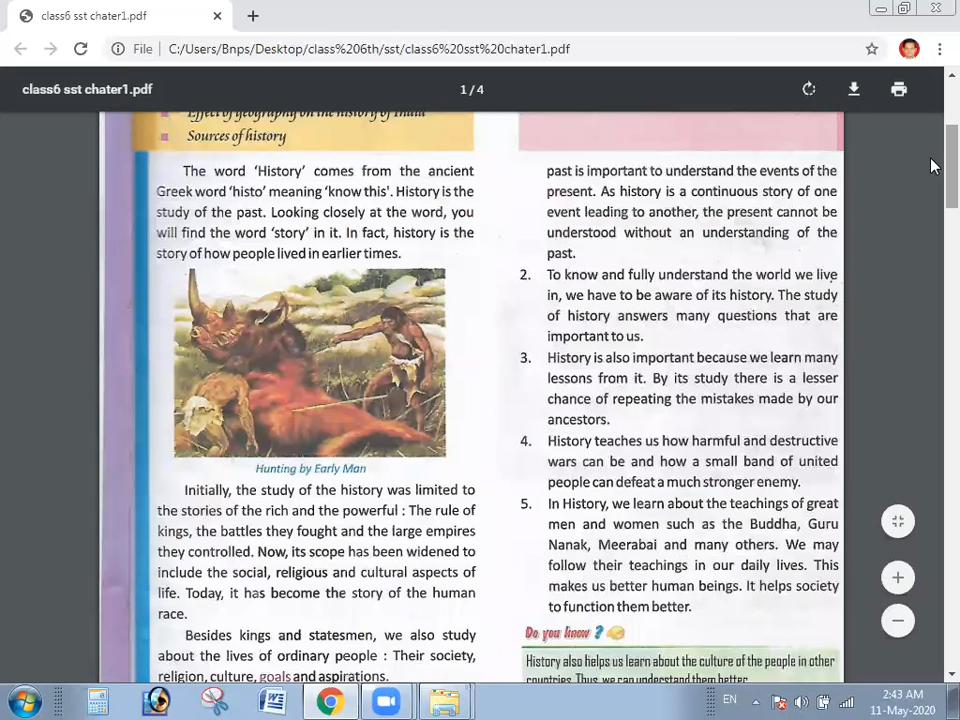 class6 sst chater1.pdf
File
C:/Users/Bnps/Desktop/class%206th/sst/class6%20sst%20chater1.pdf
class6 sst chater1.pdf
1/4
Effect of geography on the history of India
Sources of history
The word 'History' comes from the ancient
Greek word 'histo' meaning 'know this'. History is the
study of the past. Looking closely at the word, you
will find the word 'story' in it. In fact, history is the
story of how people lived in earlier times.
Hunting by Early Man
Initially, the study of the history was limited to
the stories of the rich and the powerful : The rule of
kings, the battles they fought and the large empires
they controlled. Now, its scope has been widened to
include the social, religious and cultural aspects of
life. Today, it has become the story of the human
race.
Besides kings and statesmen, we also study
about the lives of ordinary people : Their society,
religion, culture, goals and aspirations.
past is important to understand the events of the
present. As history is a continuous story of one
event leading to another, the present cannot be
understood without an understanding of the
past.
2. To know and fully understand the world we live
in, we have to be aware of its history. The study
of history answers many questions that are
important to us.
3. History is also important because we learn many
lessons from it. By its study there is a lesser
chance of repeating the mistakes made by our
ancestors.
4. History teaches us how harmful and destructive
wars can be and how a small band of united
people can defeat a much stronger enemy.
5. In History, we learn about the teachings of great
men and women such as the Buddha, Guru
Nanak, Meerabai and many others. We may
follow their teachings in our daily lives. This
makes us better human beings. It helps society
to function them better.
Do you know ?
History also helps us learn about the culture of the people in other
countries. Thus, we can understand them better.
EN
2:43 AM
11-May-2020